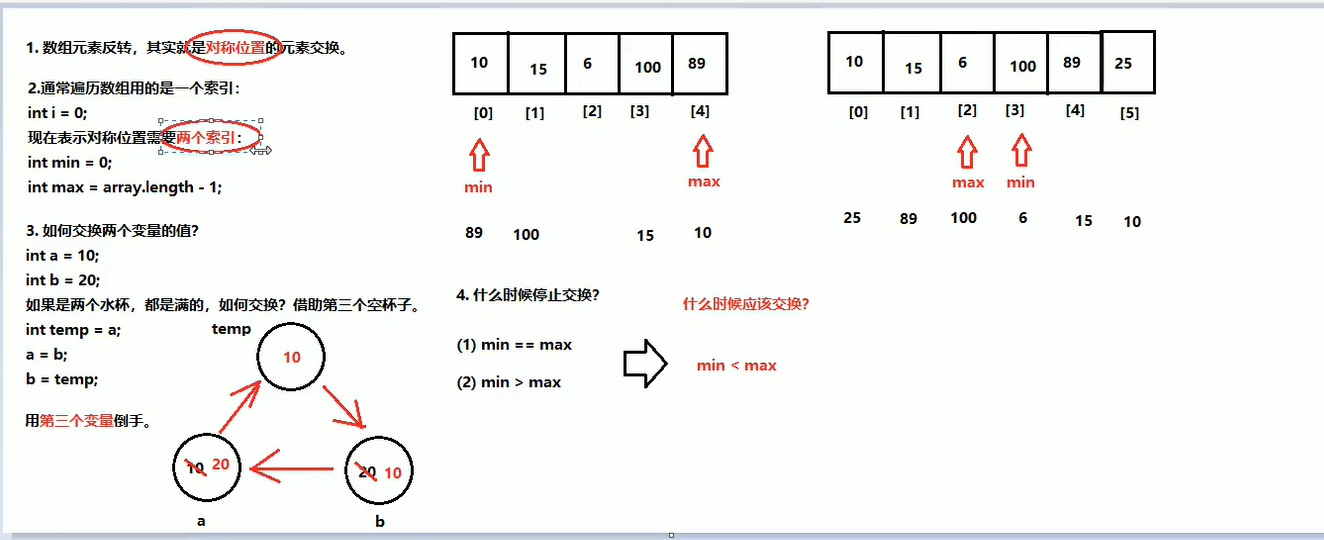 1. 数组元素反转，其实就是对称位置的元素交换。
2.通常遍历数组用的是一个索引：
int i = 0;
现在表示对称位置需要两个索引：
int min = 0;
int max = array.length - 1;
3. 如何交换两个变量的值？
int a = 10;
int b = 20;
如果是两个水杯，都是满的，如何交换？借助第三个空杯子。
int temp = a;
a = b;
b = temp;
用第三个变量倒手。
temp
10
10 20
20 10
a b
10 15 6 100 89
[0] [1] [2] [3] [4]
min max
89 100 15 10
4. 什么时候停止交换？
(1) min == max
(2) min > max
什么时候应该交换？
min < max
10 15 6 100 89 25
[0] [1] [2] [3] [4] [5]
max min
25 89 100 6 15 10